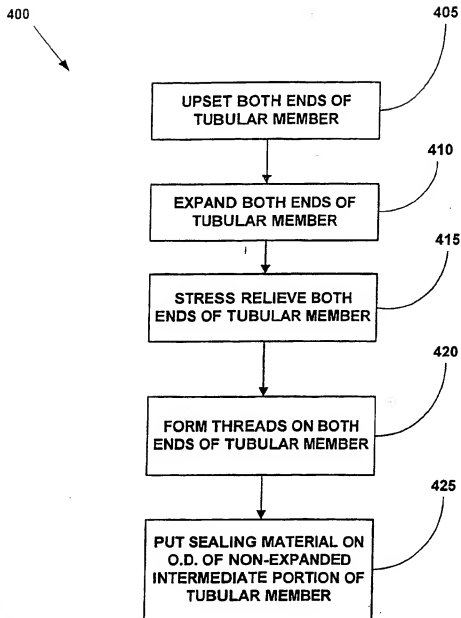 400
405
UPSET BOTH ENDS OF
TUBULAR MEMBER
410
EXPAND BOTH ENDS OF
TUBULAR MEMBER
415
STRESS RELIEVE BOTH
ENDS OF TUBULAR MEMBER
420
FORM THREADS ON BOTH
ENDS OF TUBULAR MEMBER
425
PUT SEALING MATERIAL ON
O.D. OF NON-EXPANDED
INTERMEDIATE PORTION OF
TUBULAR MEMBER